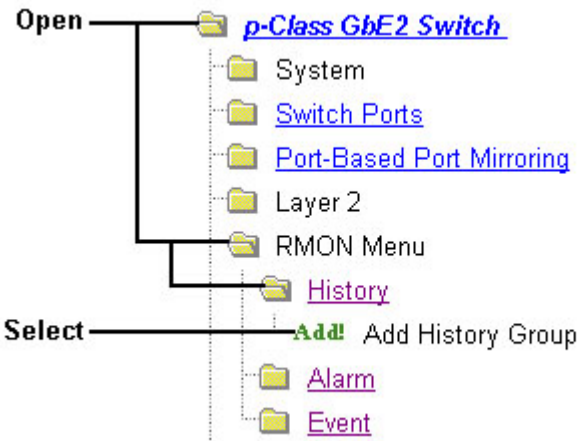 Open p-Class GbE2 Switch
System
Switch Ports
Port-Based Port Mirroring
Layer 2
RMON Menu
History
Select Add! Add History Group
Alarm
Event